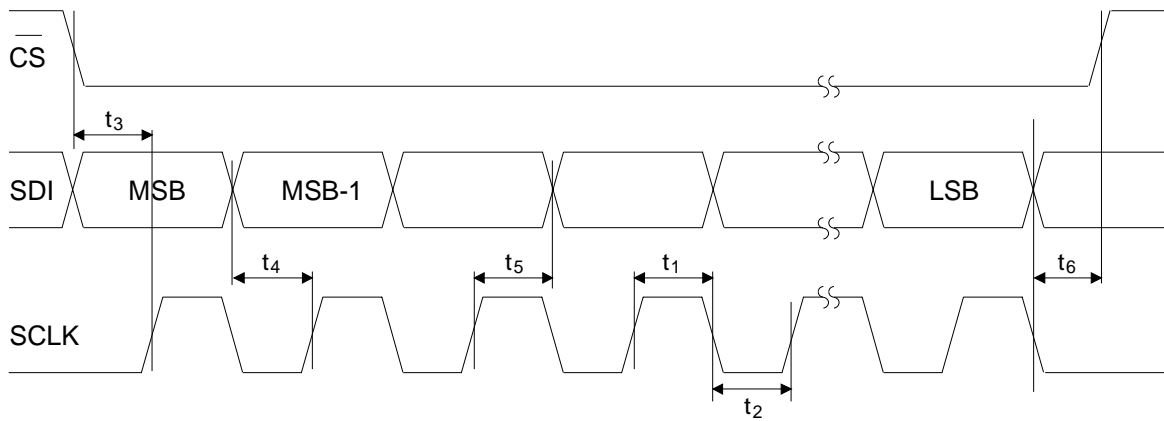 CS
t3
SDI MSB MSB-1 LSB
t4 t5 t1 t6
SCLK
t2